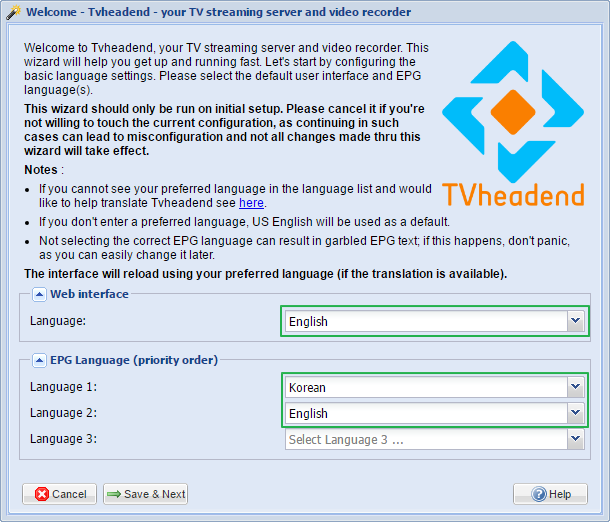 Welcome - Tvheadend - your TV streaming server and video recorder
Welcome to Tvheadend, your TV streaming server and video recorder. This
wizard will help you get up and running fast. Let's start by configuring the
basic language settings. Please select the default user interface and EPG
language(s).
This wizard should only be run on initial setup. Please cancel it if you're
not willing to touch the current configuration, as continuing in such
cases can lead to misconfiguration and not all changes made thru this
wizard will take effect.
TVheadend
Notes :
• If you cannot see your preferred language in the language list and would
like to help translate Tvheadend see here.
• If you don't enter a preferred language, US English will be used as a default.
• Not selecting the correct EPG language can result in garbled EPG text; if this happens, don't panic,
as you can easily change it later.
The interface will reload using your preferred language (if the translation is available).
Web interface
Language: English
EPG Language (priority order)
Language 1: Korean
Language 2: English
Language 3: Select Language 3 ...
Cancel Save & Next Help